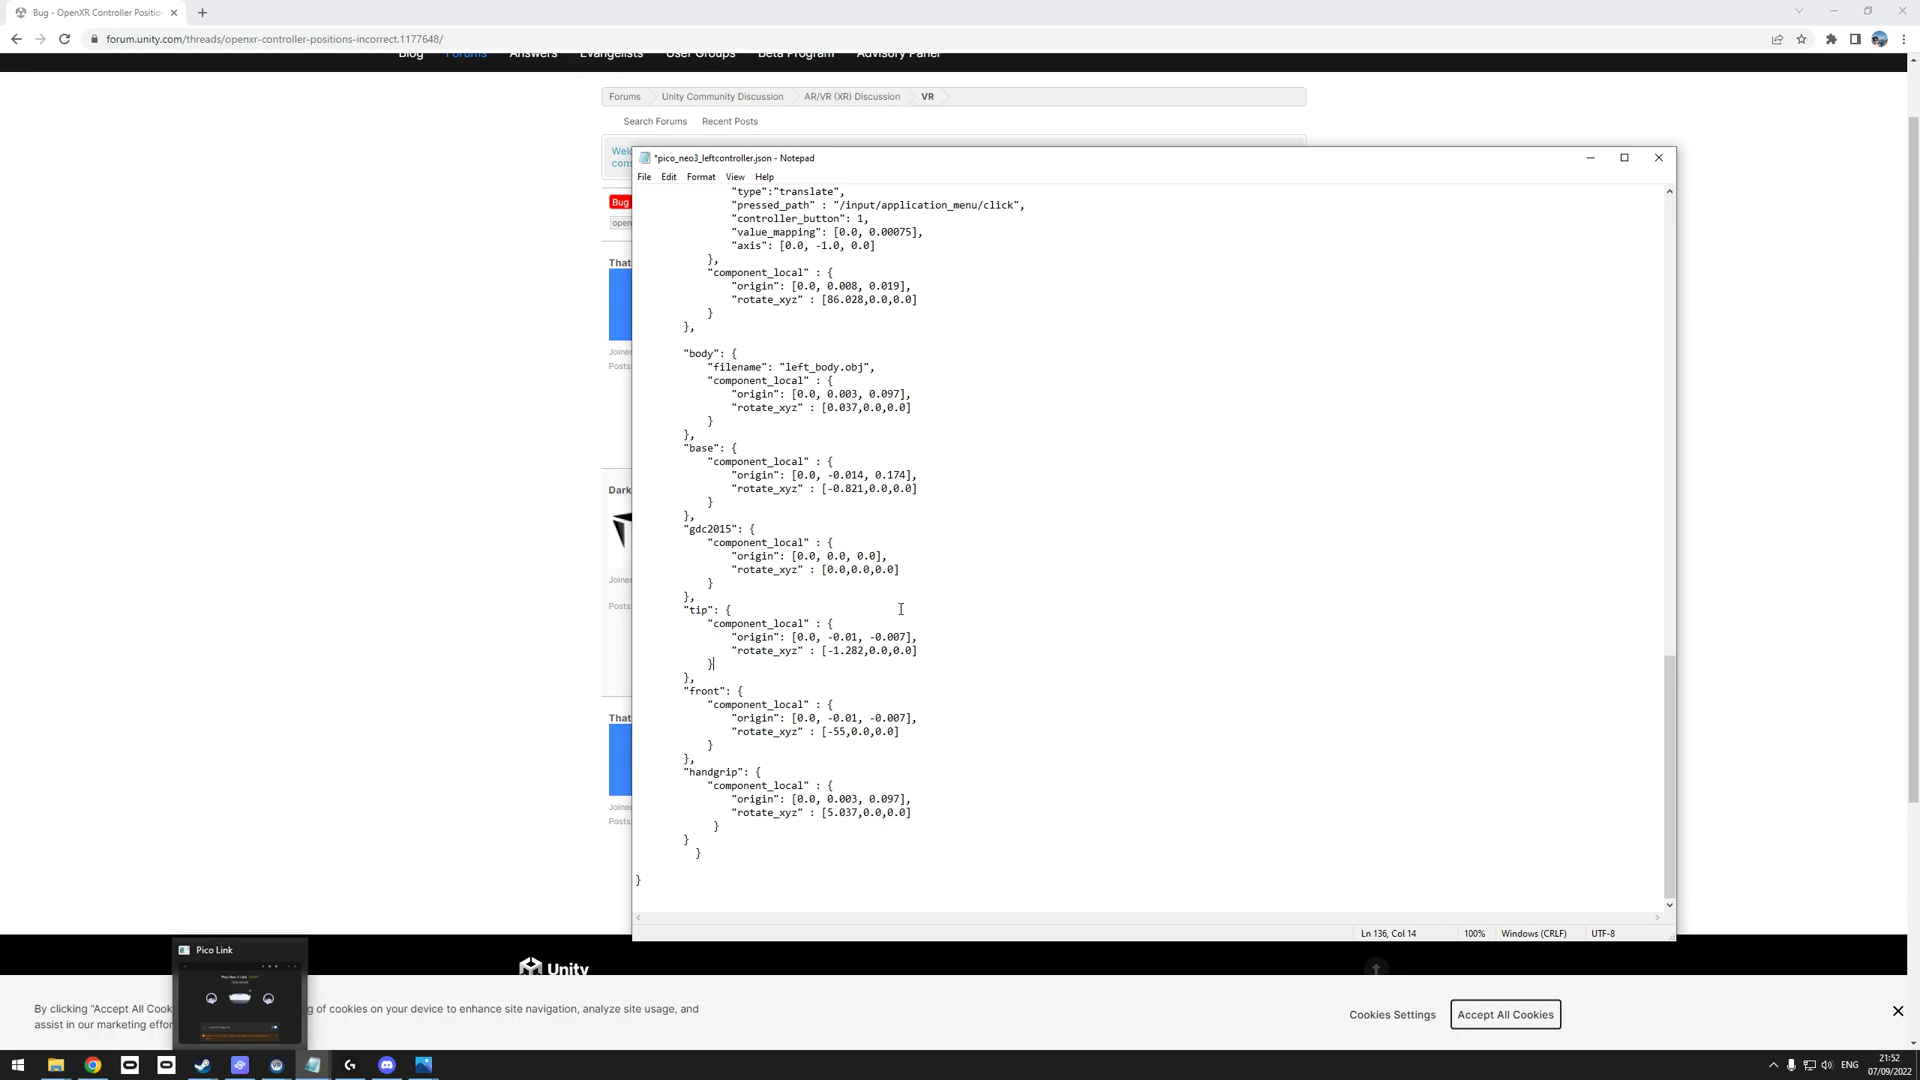 Bug - OpenXR Controller Positio
forum.unity.com/threads/openxr-controller-positions-incorrect.1177648/
Blog Forums Answers Evangelists User Groups Beta Program Advisory Panel
Forums Unity Community Discussion AR/VR (XR) Discussion VR
Search Forums Recent Posts
Welc
cons
*pico_neo3_leftcontroller.json - Notepad
File Edit Format View Help
"type":"translate",
"pressed_path" : "/input/application_menu/click",
"controller_button": 1,
"value_mapping": [0.0, 0.00075],
"axis": [0.0, -1.0, 0.0]
},
"component_local" : {
"origin": [0.0, 0.008, 0.019],
"rotate_xyz" : [86.028,0.0,0.0]
}
},
"body": {
"filename": "left_body.obj",
"component_local" : {
"origin": [0.0, 0.003, 0.097],
"rotate_xyz" : [0.037,0.0,0.0]
}
},
"base": {
"component_local" : {
"origin": [0.0, -0.014, 0.174],
"rotate_xyz" : [-0.821,0.0,0.0]
}
},
"gdc2015": {
"component_local" : {
"origin": [0.0, 0.0, 0.0],
"rotate_xyz" : [0.0,0.0,0.0]
}
},
"tip": {
"component_local" : {
"origin": [0.0, -0.01, -0.007],
"rotate_xyz" : [-1.282,0.0,0.0]
}
},
"front": {
"component_local" : {
"origin": [0.0, -0.01, -0.007],
"rotate_xyz" : [-55,0.0,0.0]
}
},
"handgrip": {
"component_local" : {
"origin": [0.0, 0.003, 0.097],
"rotate_xyz" : [5.037,0.0,0.0]
}
}
}
}
Ln 136, Col 14 100% Windows (CRLF) UTF-8
Bug
open
That
Joined
Posts:
Dark
Joined
Posts:
That
Joined
Posts:
Pico Link
Unity
By clicking "Accept All Cook
ng of cookies on your device to enhance site navigation, analyze site usage, and
assist in our marketing effor
Cookies Settings
Accept All Cookies
ENG
21:52
07/09/2022